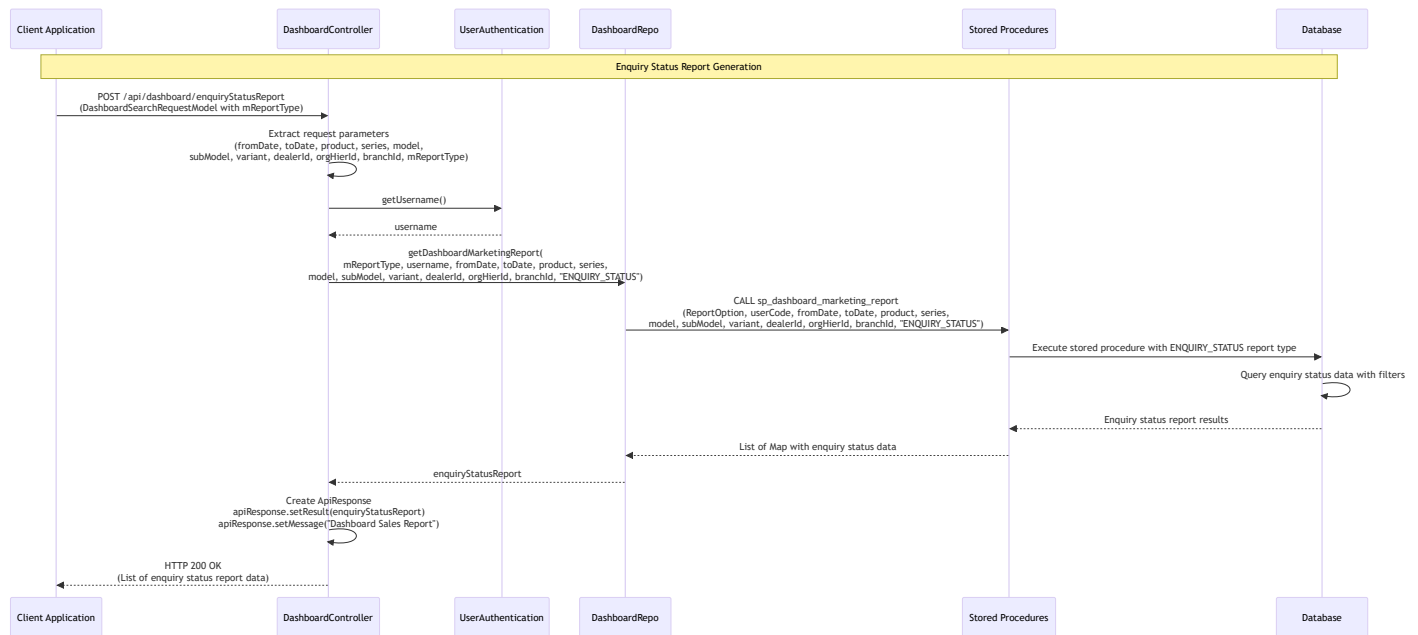 Client Application
DashboardController
UserAuthentication
DashboardRepo
Stored Procedures
Database
Enquiry Status Report Generation
POST /api/dashboard/enquiryStatusReport
(DashboardSearchRequestModel with mReportType)
Extract request parameters
(fromDate, toDate, product, series, model,
subModel, variant, dealerId, orgHierId, branchId, mReportType)
getUsername()
username
getDashboardMarketingReport(
mReportType, username, fromDate, toDate, product, series,
model, subModel, variant, dealerId, orgHierId, branchId, "ENQUIRY_STATUS")
CALL sp_dashboard_marketing_report
(ReportOption, userCode, fromDate, toDate, product, series,
model, subModel, variant, dealerId, orgHierId, branchId, "ENQUIRY_STATUS")
Execute stored procedure with ENQUIRY_STATUS report type
Query enquiry status data with filters
Enquiry status report results
List of Map with enquiry status data
enquiryStatusReport
Create ApiResponse
apiResponse.setResult(enquiryStatusReport)
apiResponse.setMessage("Dashboard Sales Report")
HTTP 200 OK
(List of enquiry status report data)
Client Application
DashboardController
UserAuthentication
DashboardRepo
Stored Procedures
Database